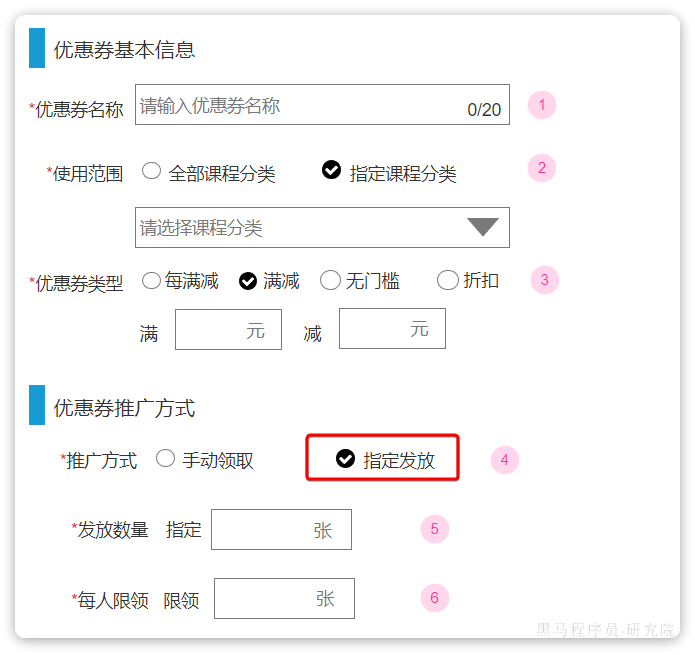 优惠券基本信息
*优惠券名称 请输入优惠券名称 0/20 1
*使用范围 全部课程分类 指定课程分类 2
请选择课程分类
*优惠券类型 每满减 满减 无门槛 折扣 3
满 元 减 元
优惠券推广方式
*推广方式 手动领取 指定发放 4
*发放数量 指定 张 5
*每人限领 限领 张 6
黑马程序员-研究院